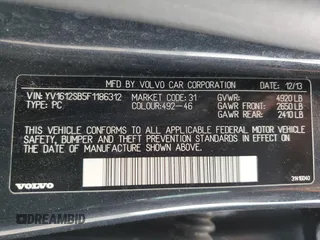 MFD BY VOLVO CAR CORPORATION 12/13
VIN: YV1612SB5F1186312 MARKET CODE: 31 GVWR: 4920 LB
TYPE: PC COLOUR:492-46 GAWR FRONT: 2650 LB
GAWR REAR: 2410 LB
THIS VEHICLE CONFORMS TO ALL APPLICABLE FEDERAL MOTOR VEHICLE
SAFETY, BUMPER AND THEFT PREVENTION STANDARDS IN EFFECT ON
THE DATE OF MANUFACTURE SHOWN ABOVE.
VOLVO
DREAMBID